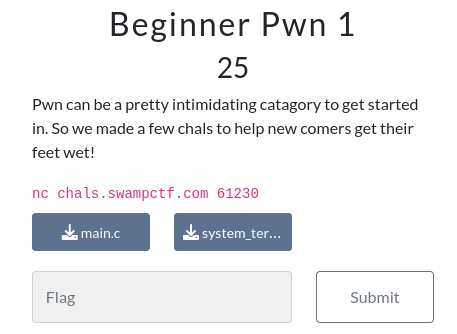 Beginner Pwn 1
25
Pwn can be a pretty intimidating catagory to get started
in. So we made a few chals to help new comers get their
feet wet!
nc chals.swampctf.com 61230
main.c system_ter...
Flag Submit